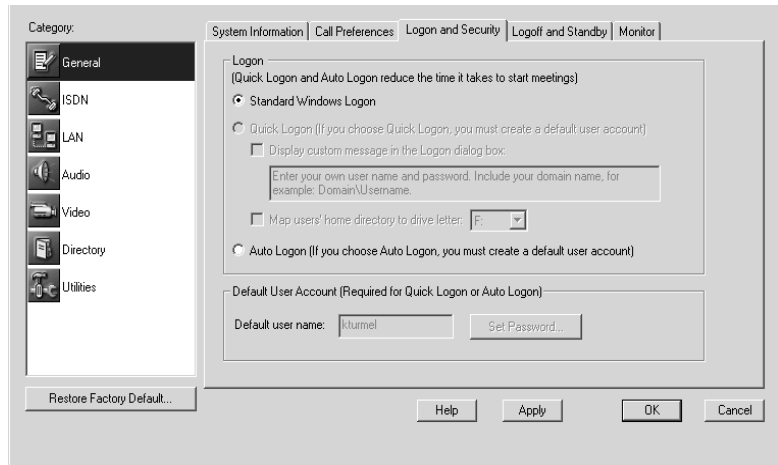 Category:
General
ISDN
LAN
Audio
Video
Directory
Utilities
Restore Factory Default...
System Information
Call Preferences
Logon and Security
Logoff and Standby
Monitor
Logon
(Quick Logon and Auto Logon reduce the time it takes to start meetings)
Standard Windows Logon
Quick Logon (If you choose Quick Logon, you must create a default user account)
Display custom message in the Logon dialog box:
Enter your own user name and password. Include your domain name, for
example: Domain\Username.
Map users' home directory to drive letter: F:
Auto Logon (If you choose Auto Logon, you must create a default user account)
Default User Account (Required for Quick Logon or Auto Logon)
Default user name: kturmel
Set Password...
Help
Apply
OK
Cancel